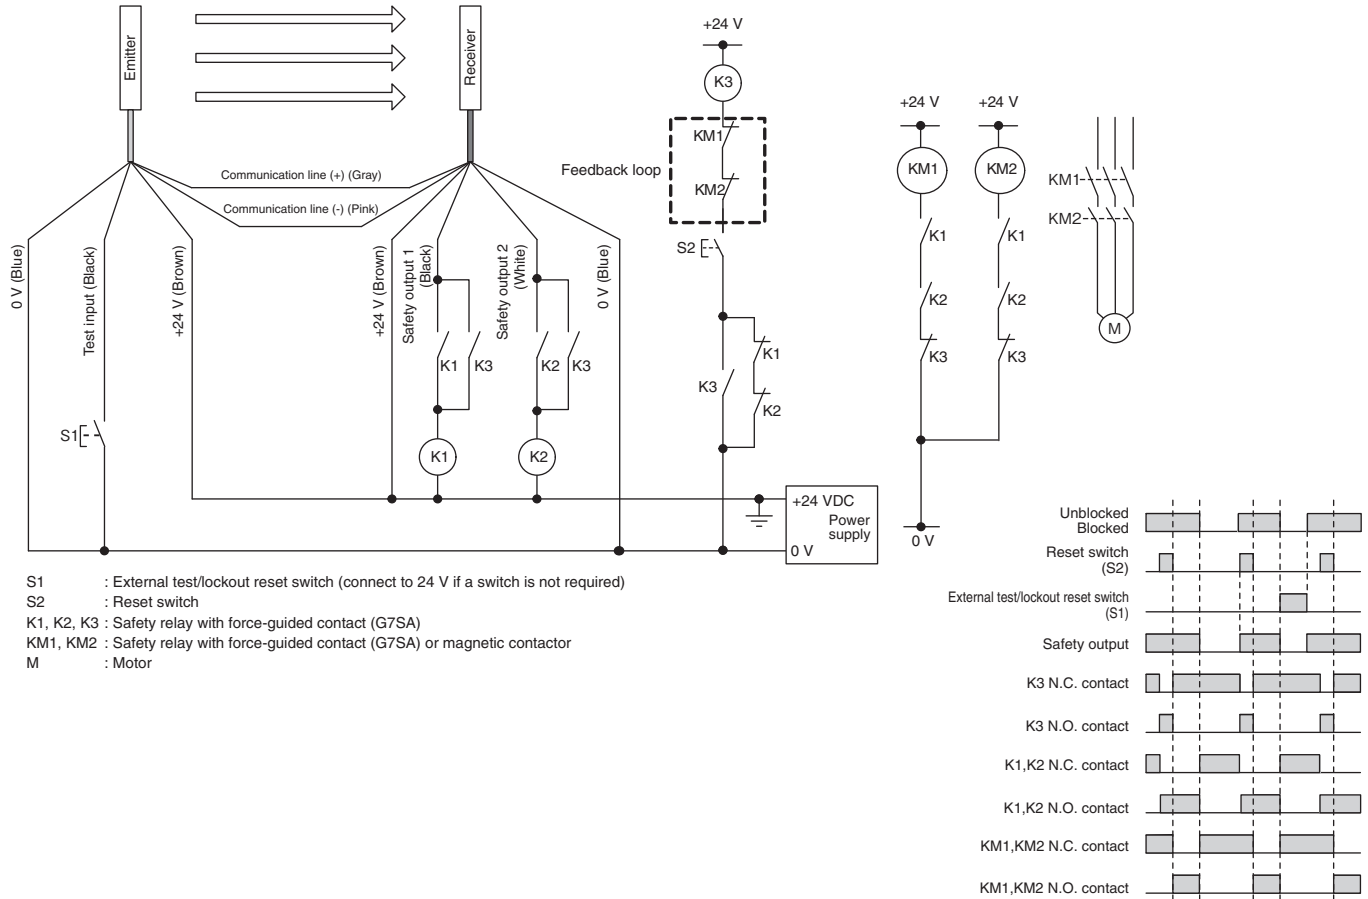 Emitter
Receiver
Communication line (+) (Gray)
Communication line (-) (Pink)
0 V (Blue)
Test input (Black)
+24 V (Brown)
+24 V (Brown)
Safety output 1
(Black)
Safety output 2
(White)
0 V (Blue)
S1
K1
K3
K2
K3
K1
K2
+24 V
K3
KM1
Feedback loop
KM2
S2
K1
K3
K2
+24 VDC
Power
supply
0 V
+24 V
+24 V
KM1
KM2
K1
K1
K2
K2
K3
K3
0 V
KM1
KM2
M
S1 : External test/lockout reset switch (connect to 24 V if a switch is not required)
S2 : Reset switch
K1, K2, K3 : Safety relay with force-guided contact (G7SA)
KM1, KM2 : Safety relay with force-guided contact (G7SA) or magnetic contactor
M : Motor
Unblocked
Blocked
Reset switch
(S2)
External test/lockout reset switch
(S1)
Safety output
K3 N.C. contact
K3 N.O. contact
K1,K2 N.C. contact
K1,K2 N.O. contact
KM1,KM2 N.C. contact
KM1,KM2 N.O. contact